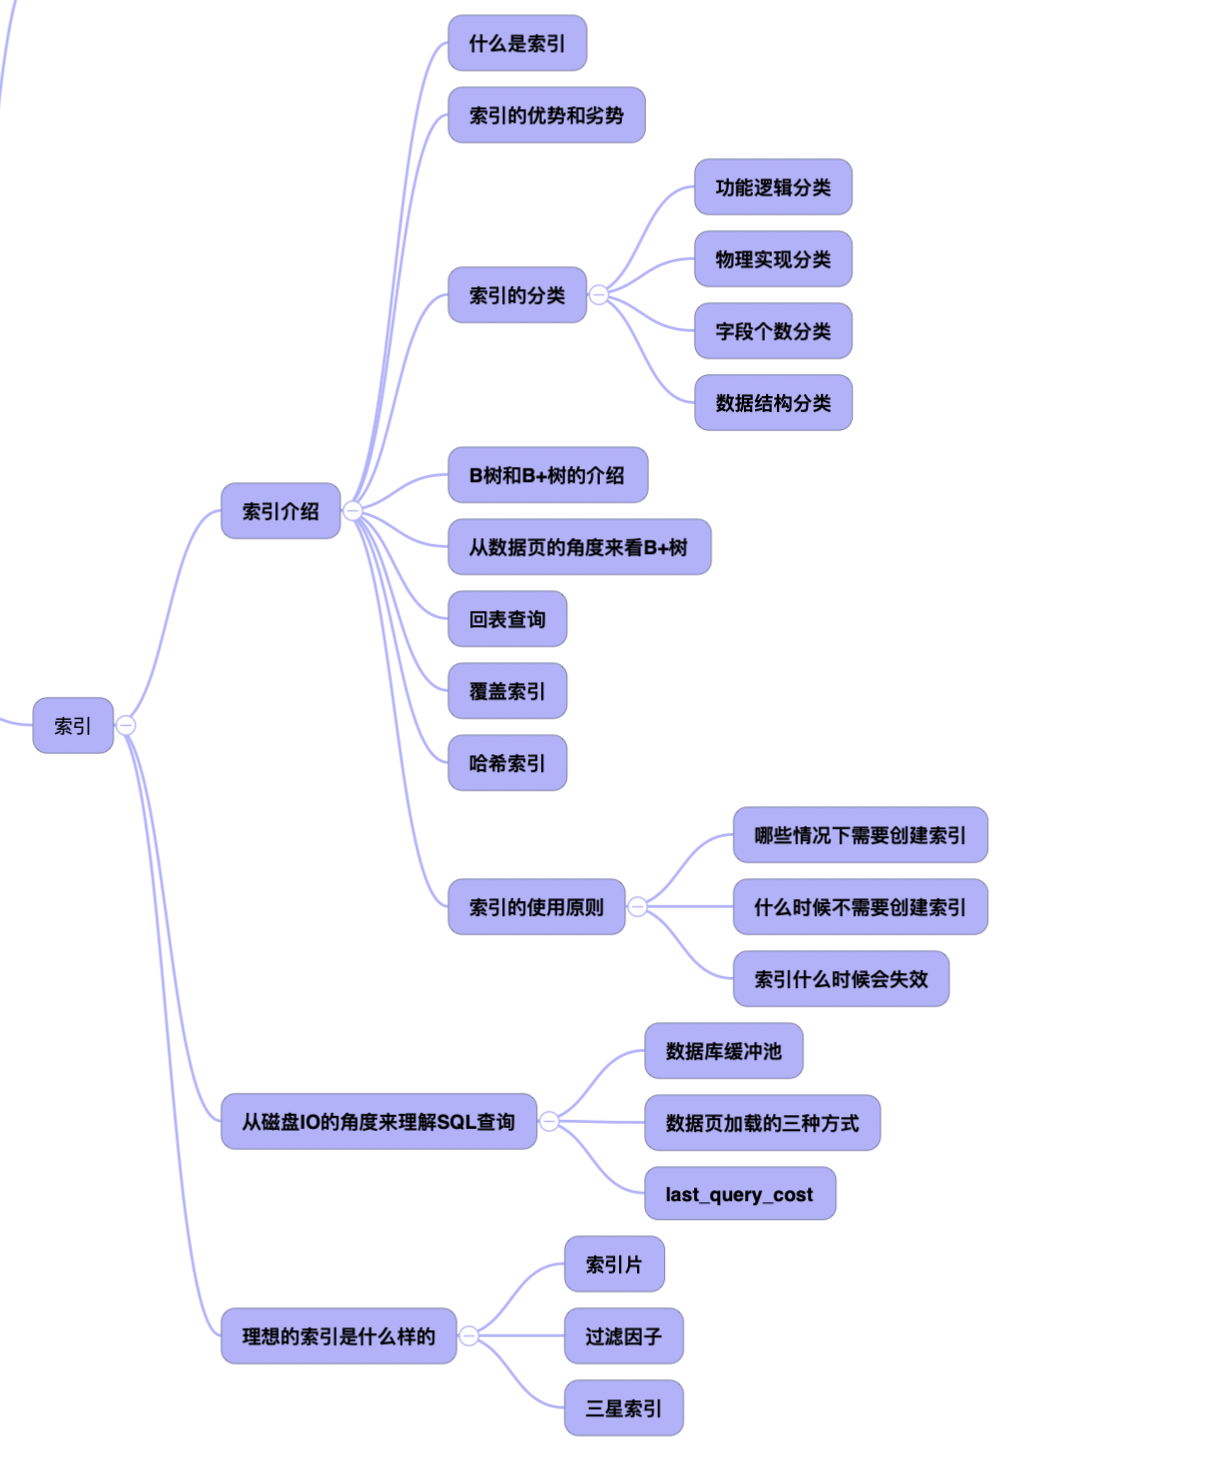 什么是索引
索引的优势和劣势
功能逻辑分类
物理实现分类
索引的分类
字段个数分类
数据结构分类
B树和B+树的介绍
索引介绍
从数据页的角度来看B+树
回表查询
覆盖索引
索引
哈希索引
哪些情况下需要创建索引
索引的使用原则
什么时候不需要创建索引
索引什么时候会失效
数据库缓冲池
从磁盘IO的角度来理解SQL查询
数据页加载的三种方式
last_query_cost
索引片
理想的索引是什么样的
过滤因子
三星索引